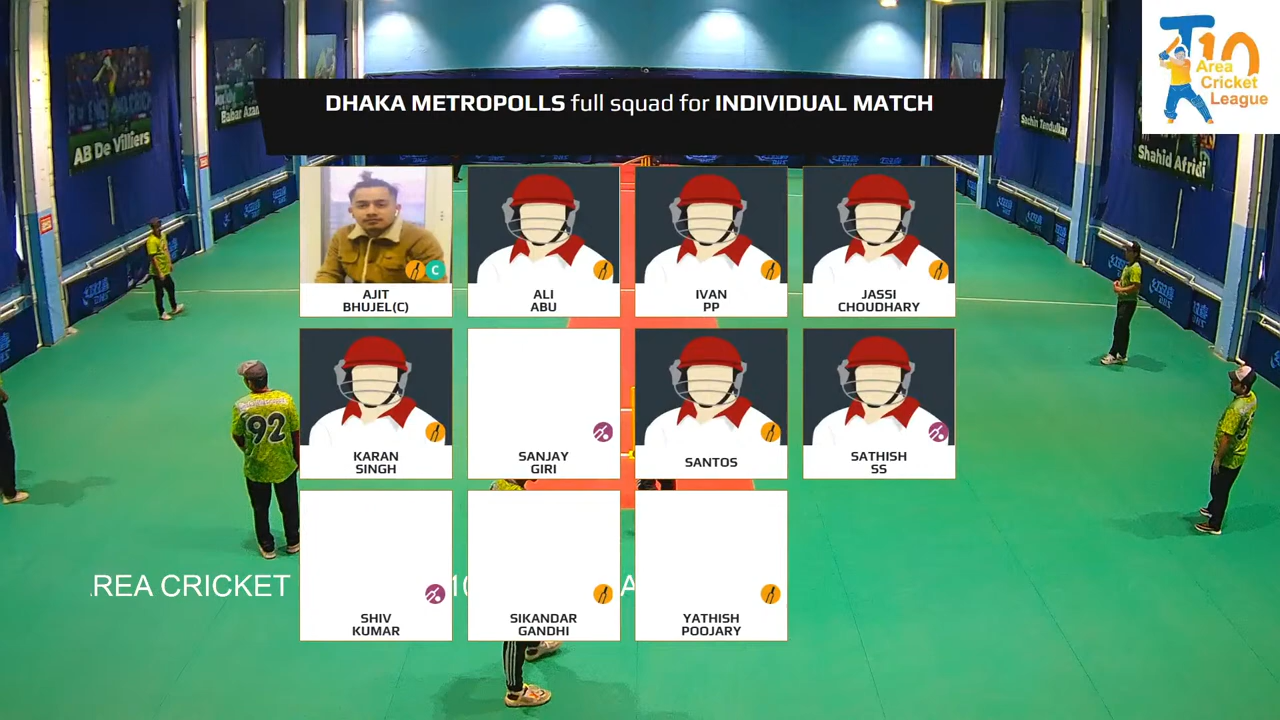 T10
Area
Cricket
League
DHAKA METROPOLLS full squad for INDIVIDUAL MATCH
AB De Villiers
Babar Azam
Sachin Tendulkar
Shahid Afridi
C
AJIT
BHUJEL(C)
ALI
ABU
IVAN
PP
JASSI
CHOUDHARY
92
KARAN
SINGH
SANJAY
GIRI
SANTOS
SATHISH
SS
REA CRICKET
SHIV
KUMAR
SIKANDAR
GANDHI
YATHISH
POOJARY